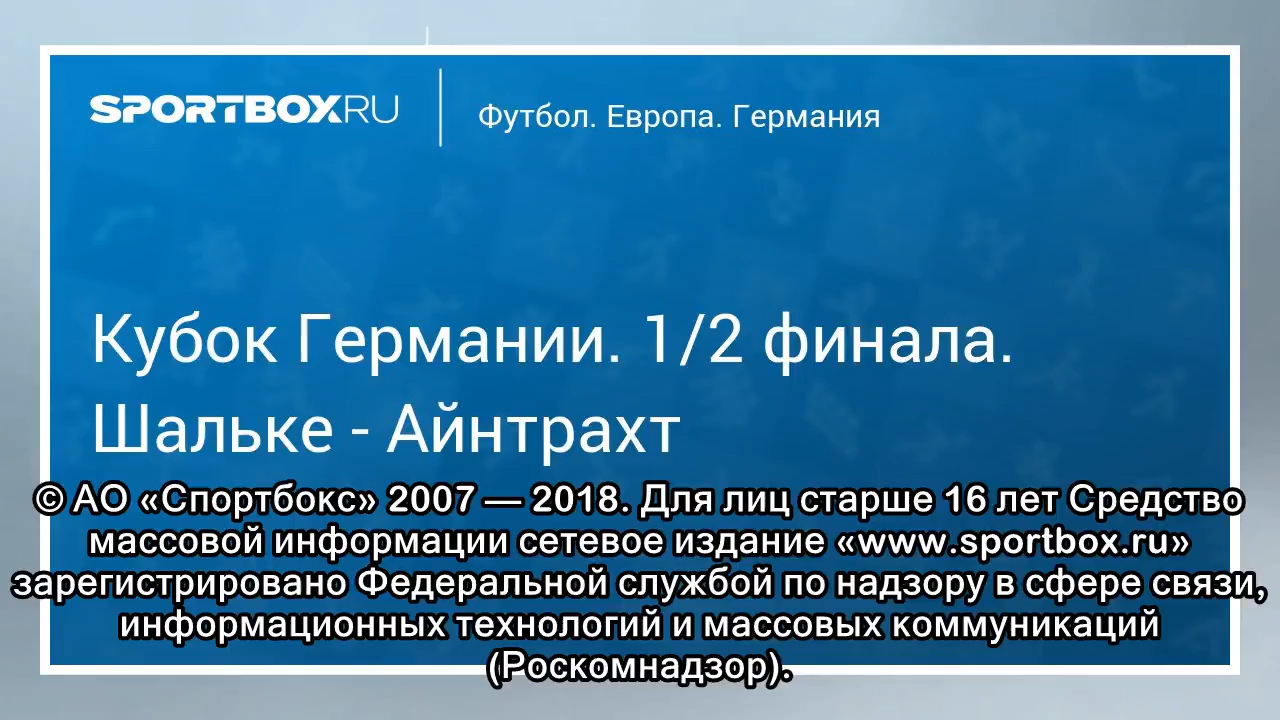 SPORTBOXRU
Футбол. Европа. Германия
Кубок Германии. 1/2 финала.
Шальке - Айнтрахт
© АО «Спортбокс» 2007 — 2018. Для лиц старше 16 лет Средство
массовой информации сетевое издание «www.sportbox.ru»
зарегистрировано Федеральной службой по надзору в сфере связи,
информационных технологий и массовых коммуникаций
(Роскомнадзор).